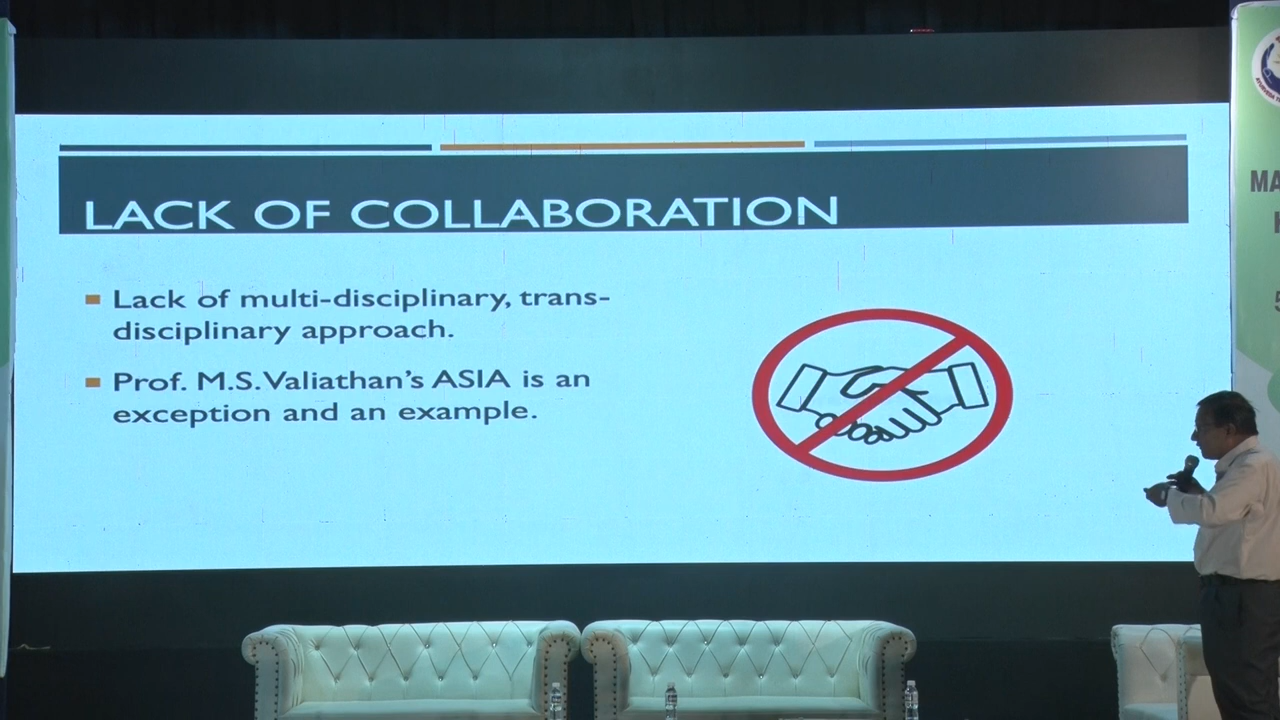 LACK OF COLLABORATION
Lack of multi-disciplinary, trans-
disciplinary approach.
Prof. M.S. Valiathan's ASIA is an
exception and an example.
MA